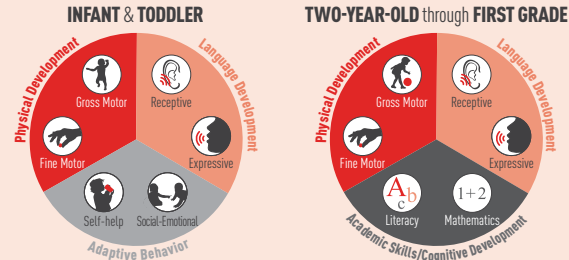 INFANT & TODDLER
Physical Development
Language Development
Gross Motor
Receptive
Fine Motor
Expressive
Self-help
Social-Emotional
Adaptive Behavior
TWO-YEAR-OLD through FIRST GRADE
Physical Development
Language Development
Gross Motor
Receptive
Fine Motor
Expressive
A b
c
1+2
Literacy
Mathematics
Academic Skills/Cognitive Development